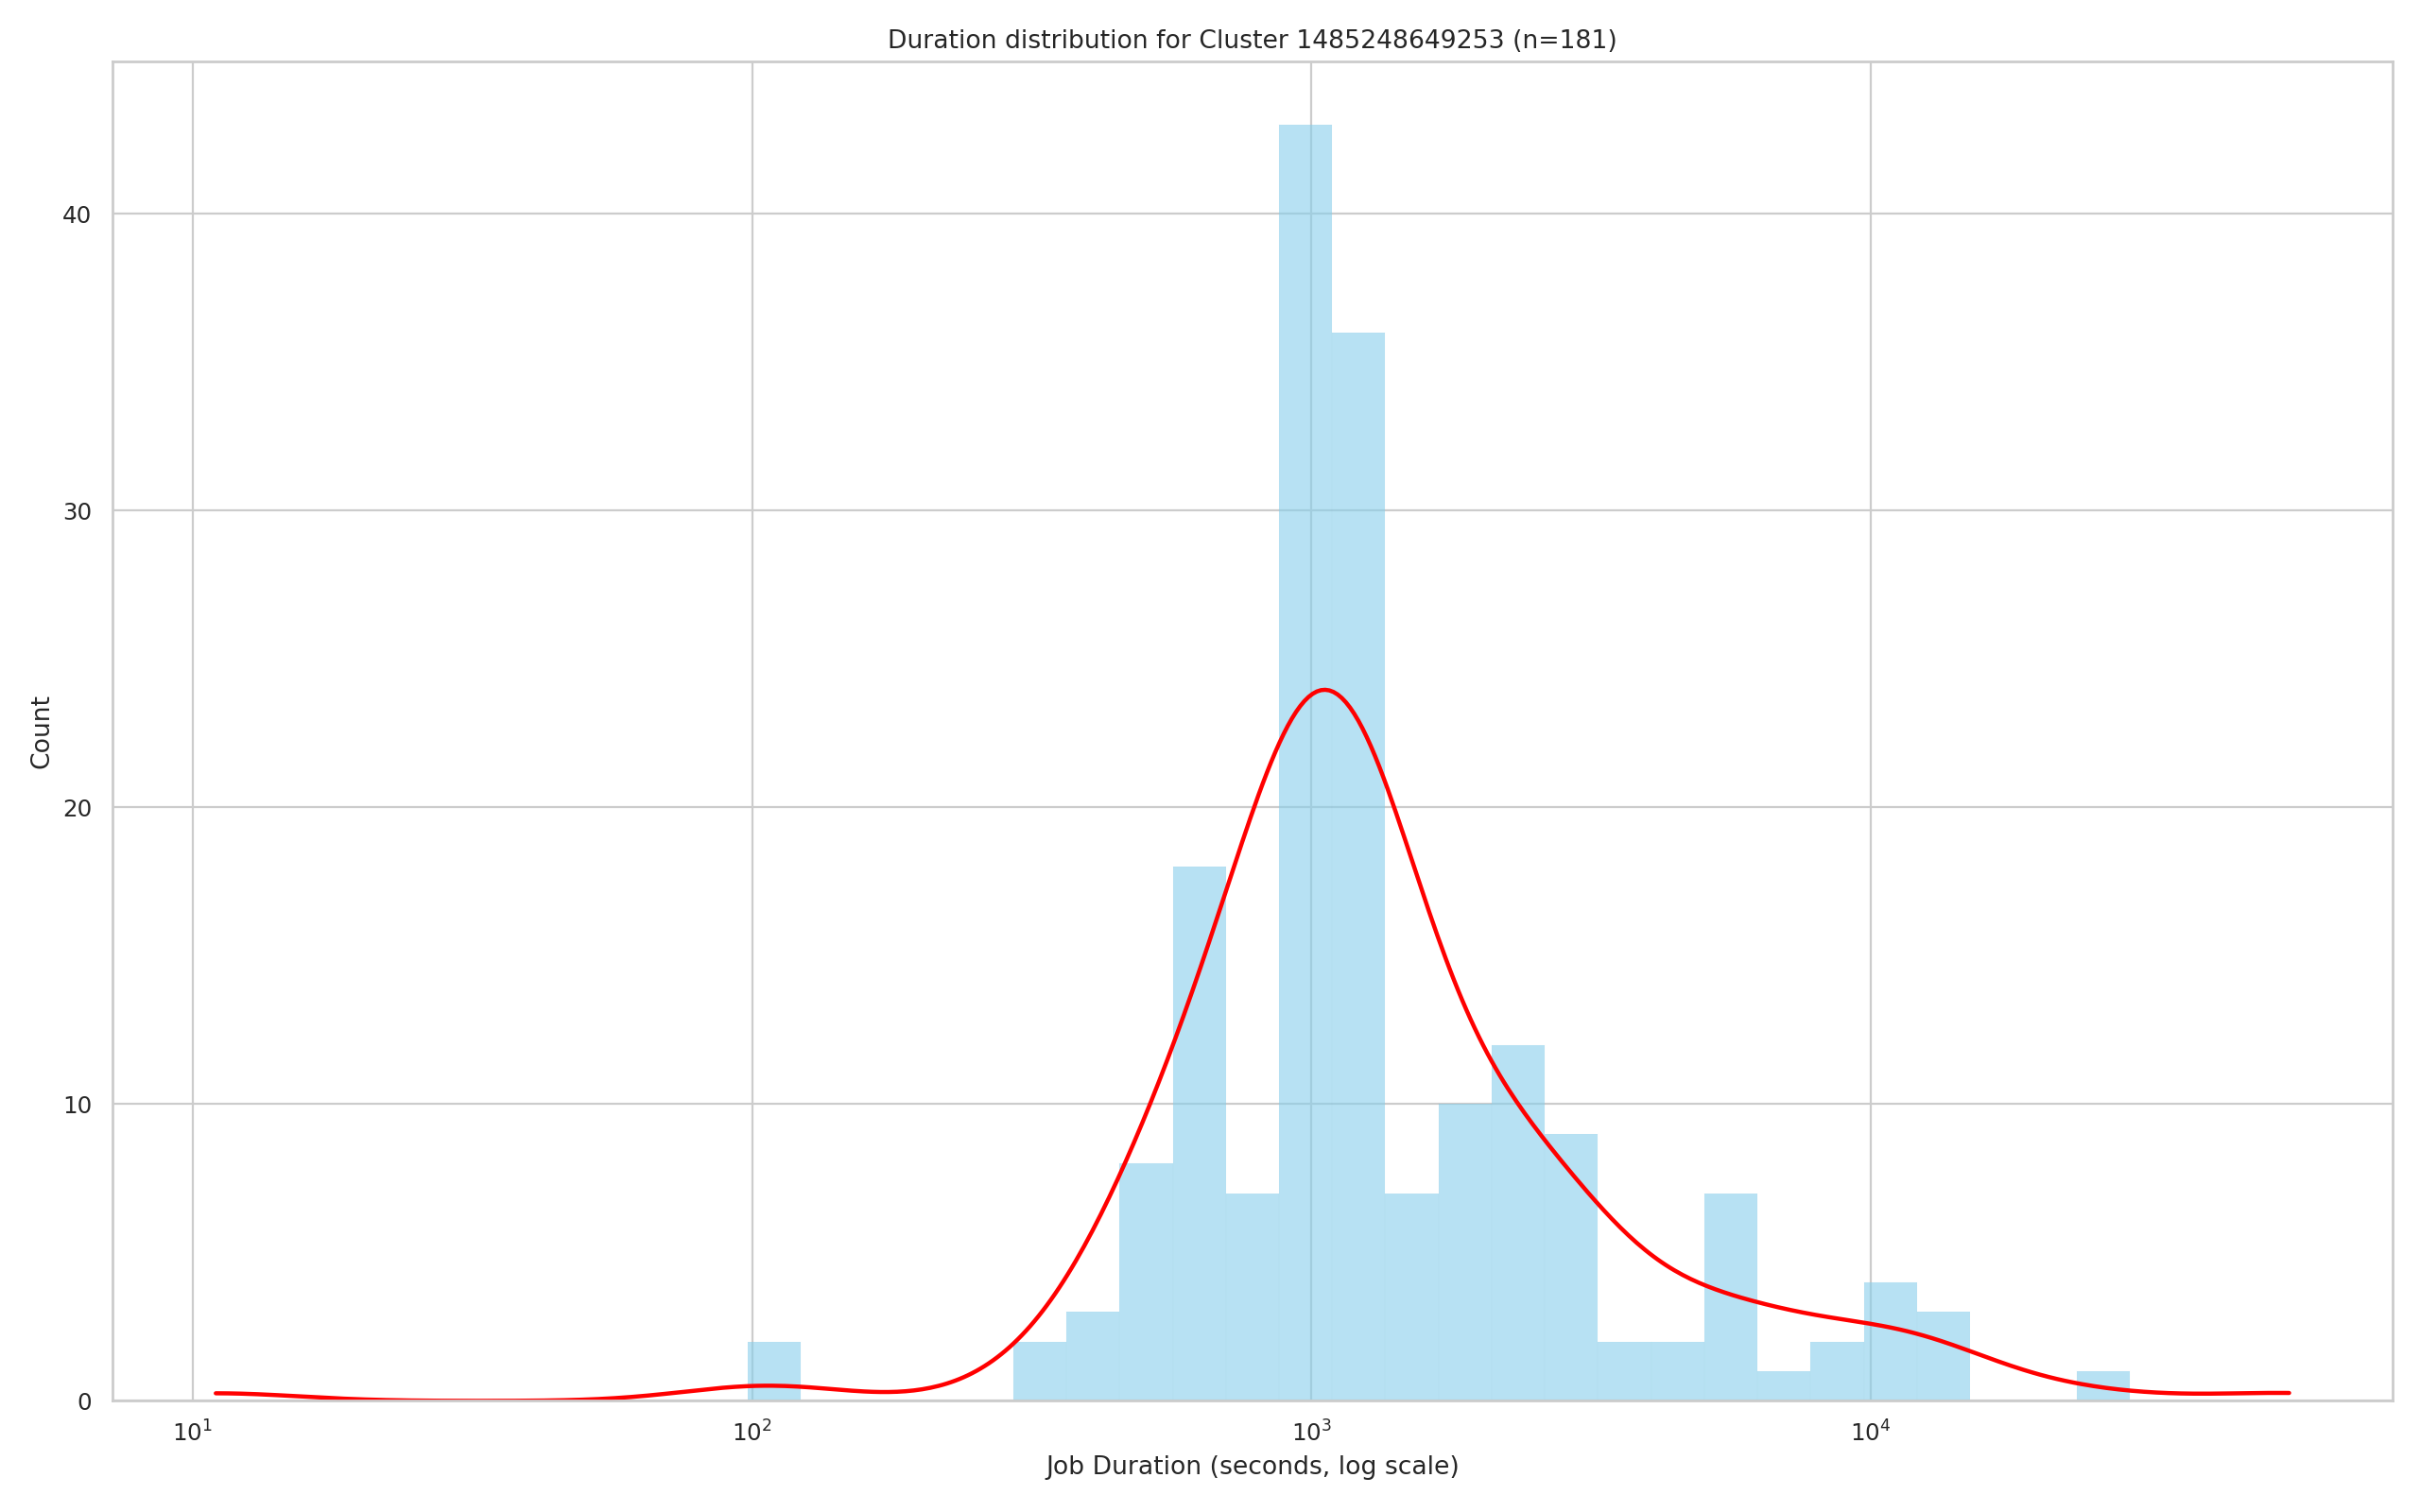 Duration distribution for Cluster 1485248649253 (n=181)
Count
40
30
20
10
0
10¹ 10² 10³ 10⁴
Job Duration (seconds, log scale)